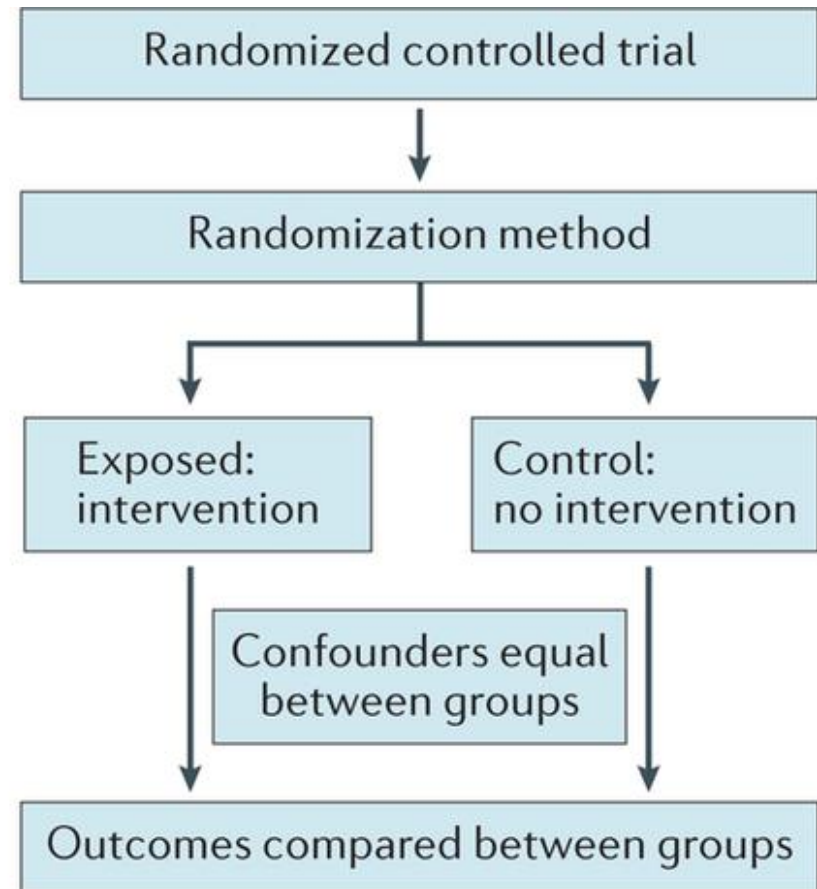 Randomized controlled trial
Randomization method
Exposed:
intervention
Control:
no intervention
Confounders equal
between groups
Outcomes compared between groups